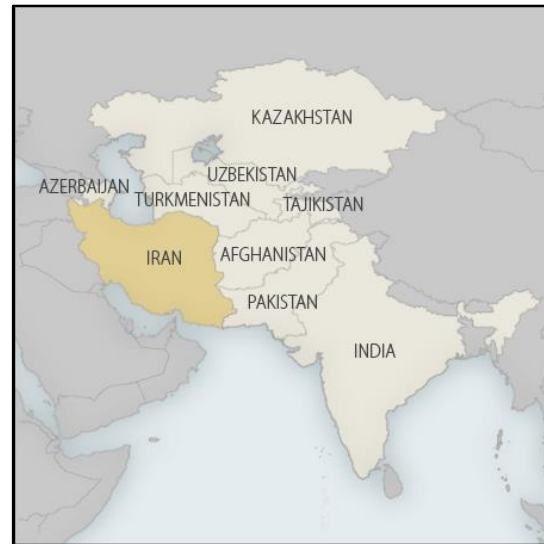 KAZAKHSTAN
UZBEKISTAN
AZERBAIJAN
TURKMENISTAN
TAJIKISTAN
IRAN
AFGHANISTAN
PAKISTAN
INDIA